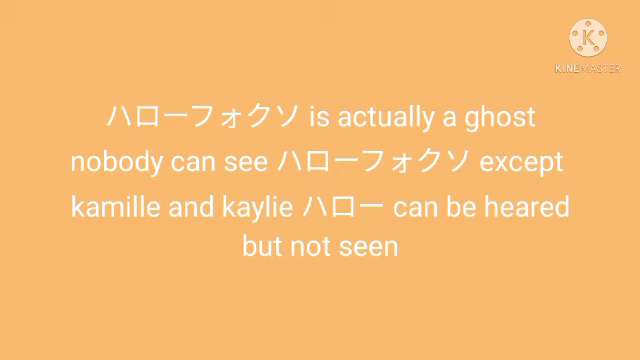 K
KINEMASTER
ハローフォクソ is actually a ghost
nobody can see ハローフォクソ except
kamille and kaylie ハロー can be heared
but not seen